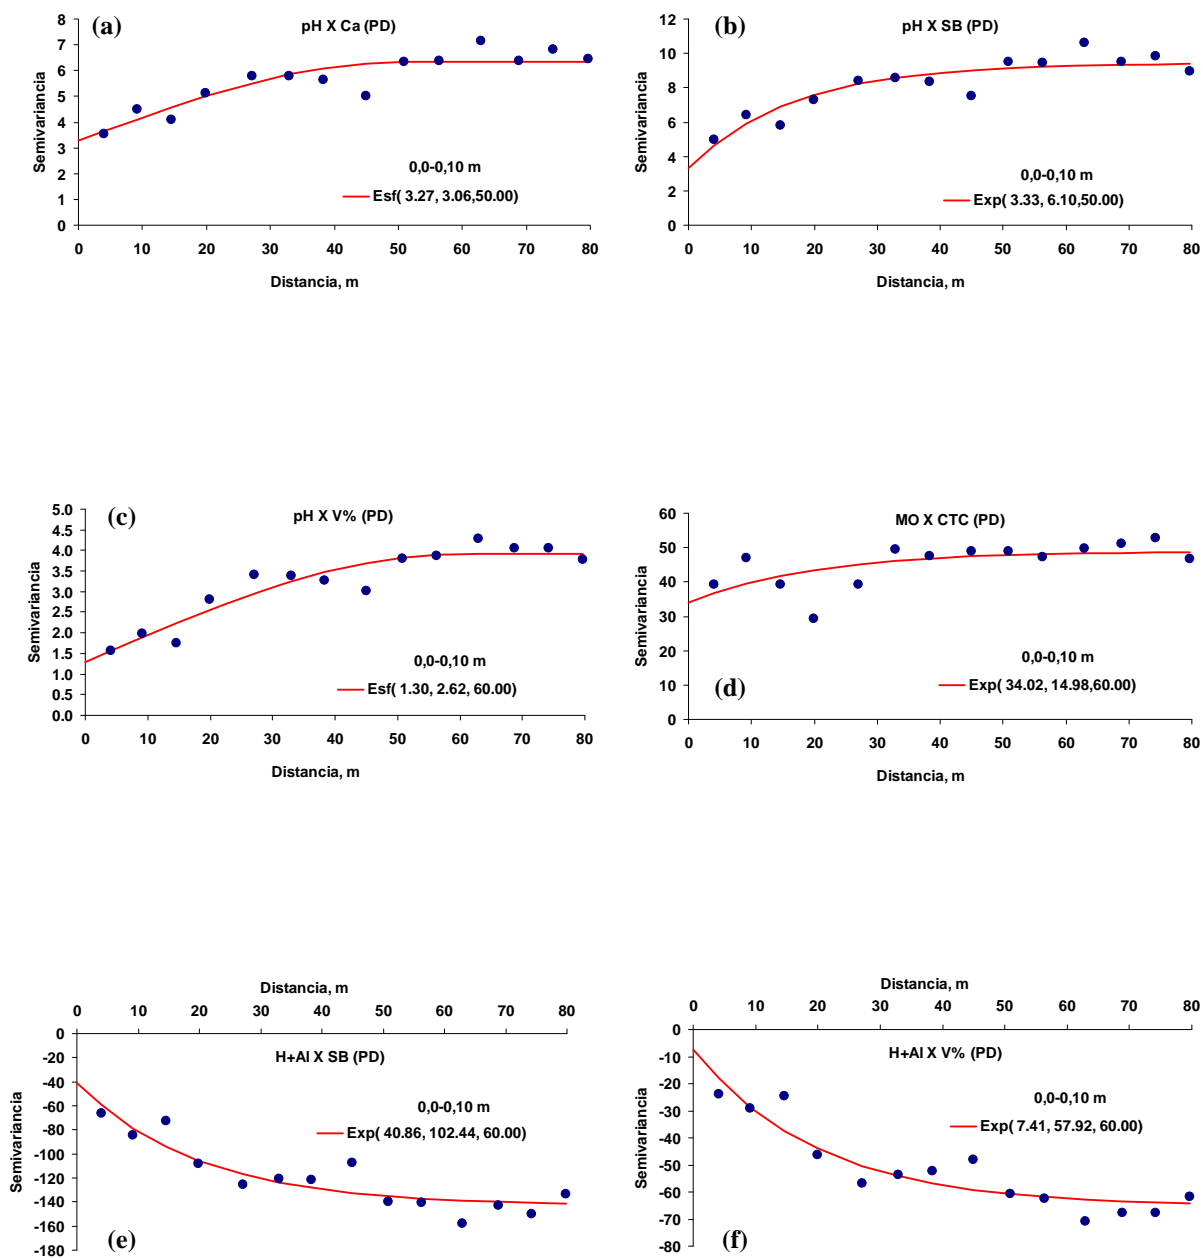 (a)
pH X Ca (PD)
8
7
6
5
4
3
2
1
0
Semivariancia
0,0-0,10 m
Esf( 3.27, 3.06,50.00)
0 10 20 30 40 50 60 70 80
Distancia, m
(b)
pH X SB (PD)
12
10
8
6
4
2
0
Semivariancia
0,0-0,10 m
Exp( 3.33, 6.10,50.00)
0 10 20 30 40 50 60 70 80
Distancia, m
(c)
pH X V% (PD)
5.0
4.5
4.0
3.5
3.0
2.5
2.0
1.5
1.0
0.5
0.0
Semivariancia
0,0-0,10 m
Esf( 1.30, 2.62, 60.00)
0 10 20 30 40 50 60 70 80
Distancia, m
MO X CTC (PD)
60
50
40
30
20
10
0
Semivariancia
0,0-0,10 m
(d)
Exp( 34.02, 14.98,60.00)
0 10 20 30 40 50 60 70 80
Distancia, m
Distancia, m
0 10 20 30 40 50 60 70 80
0
-20
-40
-60
-80
-100
-120
-140
-160
-180
Semivariancia
H+Al X SB (PD)
0,0-0,10 m
Exp( 40.86, 102.44, 60.00)
(e)
Distancia, m
0 10 20 30 40 50 60 70 80
0
-10
-20
-30
-40
-50
-60
-70
-80
Semivariancia
H+Al X V% (PD)
0,0-0,10 m
Exp( 7.41, 57.92, 60.00)
(f)